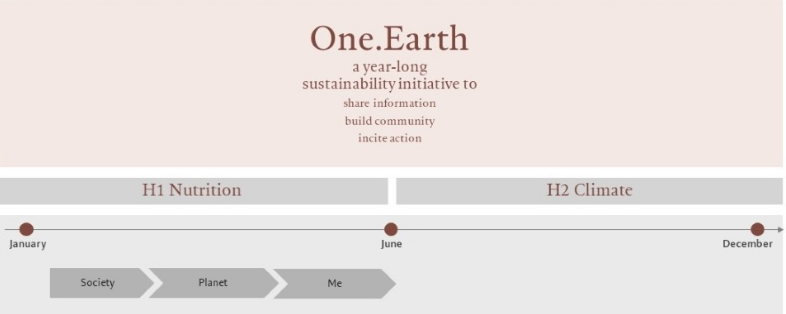 One.Earth
a year-long
sustainability initiative to
share information
build community
incite action
H1 Nutrition
H2 Climate
January
June
December
Society
Planet
Me